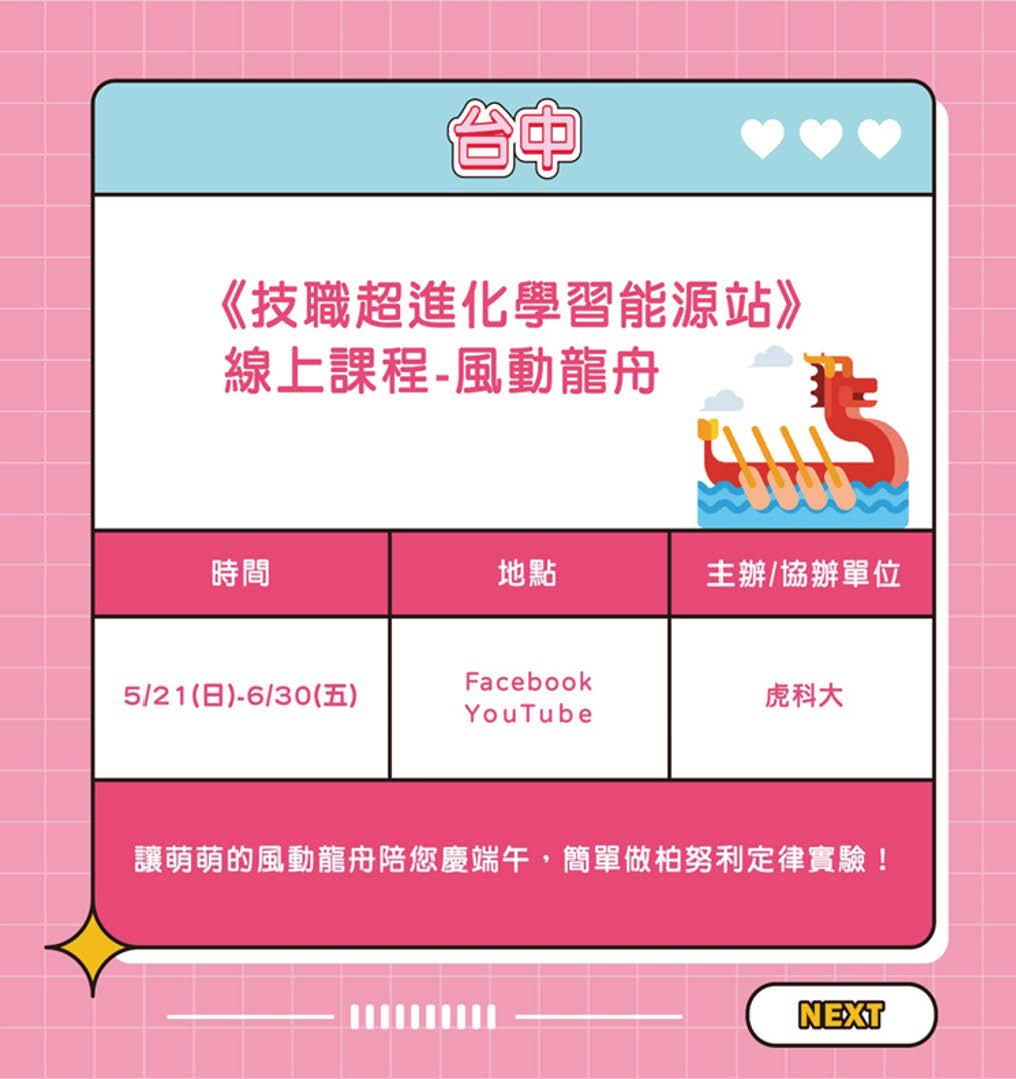 台中
《技職超進化學習能源站》
線上課程-風動龍舟
時間
地點
主辦/協辦單位
5/21(日)-6/30(五)
Facebook
YouTube
虎科大
讓萌萌的風動龍舟陪您慶端午，簡單做柏努利定律實驗！
NEXT